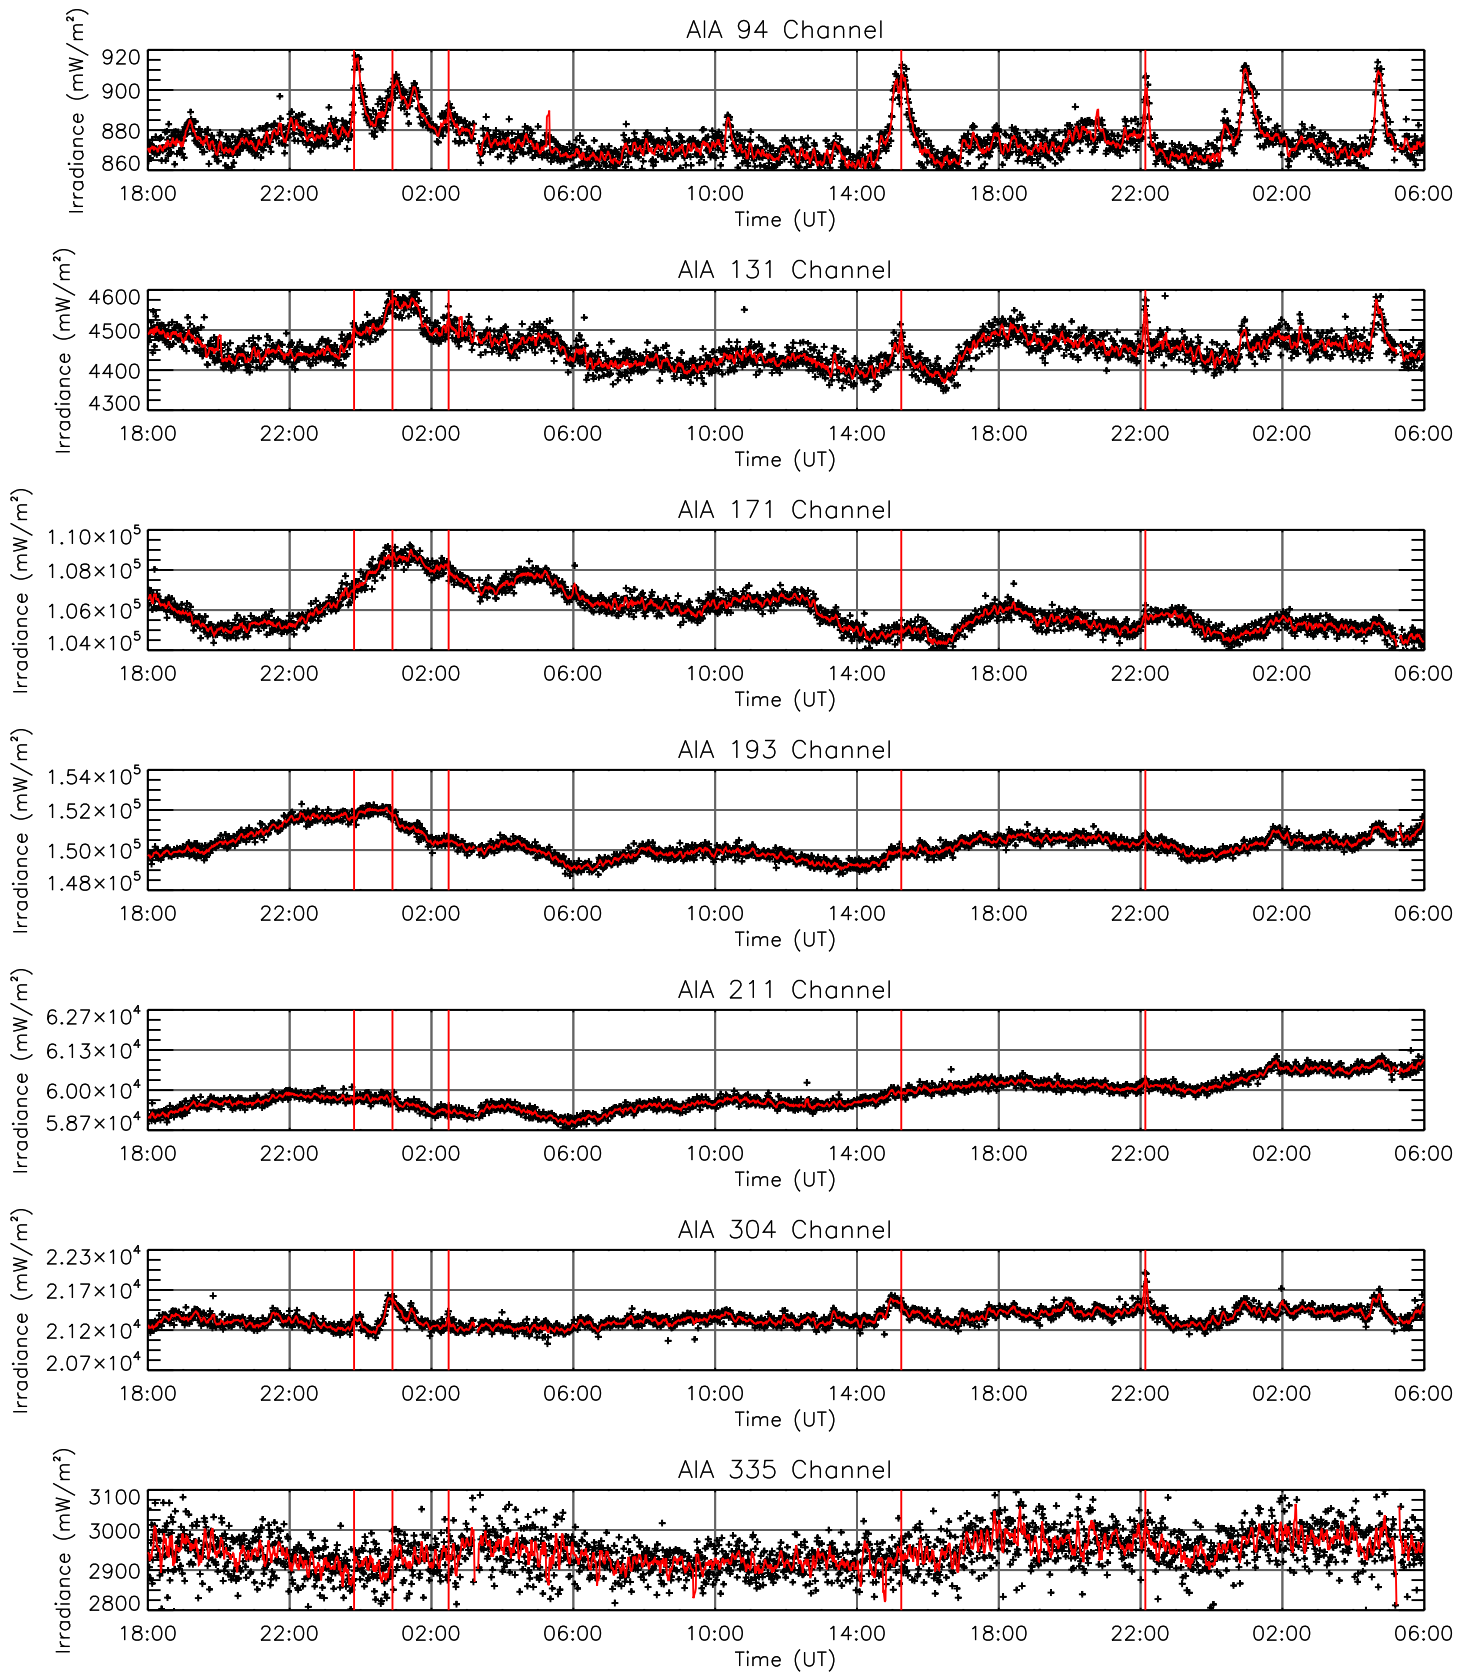 AIA 94 Channel
Irradiance (mW/m²)
920
900
880
860
18:00 22:00 02:00 06:00 10:00 14:00 18:00 22:00 02:00 06:00
Time (UT)
AIA 131 Channel
Irradiance (mW/m²)
4600
4500
4400
4300
18:00 22:00 02:00 06:00 10:00 14:00 18:00 22:00 02:00 06:00
Time (UT)
AIA 171 Channel
Irradiance (mW/m²)
1.10×10⁵
1.08×10⁵
1.06×10⁵
1.04×10⁵
18:00 22:00 02:00 06:00 10:00 14:00 18:00 22:00 02:00 06:00
Time (UT)
AIA 193 Channel
Irradiance (mW/m²)
1.54×10⁵
1.52×10⁵
1.50×10⁵
1.48×10⁵
18:00 22:00 02:00 06:00 10:00 14:00 18:00 22:00 02:00 06:00
Time (UT)
AIA 211 Channel
Irradiance (mW/m²)
6.27×10⁴
6.13×10⁴
6.00×10⁴
5.87×10⁴
18:00 22:00 02:00 06:00 10:00 14:00 18:00 22:00 02:00 06:00
Time (UT)
AIA 304 Channel
Irradiance (mW/m²)
2.23×10⁴
2.17×10⁴
2.12×10⁴
2.07×10⁴
18:00 22:00 02:00 06:00 10:00 14:00 18:00 22:00 02:00 06:00
Time (UT)
AIA 335 Channel
Irradiance (mW/m²)
3100
3000
2900
2800
18:00 22:00 02:00 06:00 10:00 14:00 18:00 22:00 02:00 06:00
Time (UT)